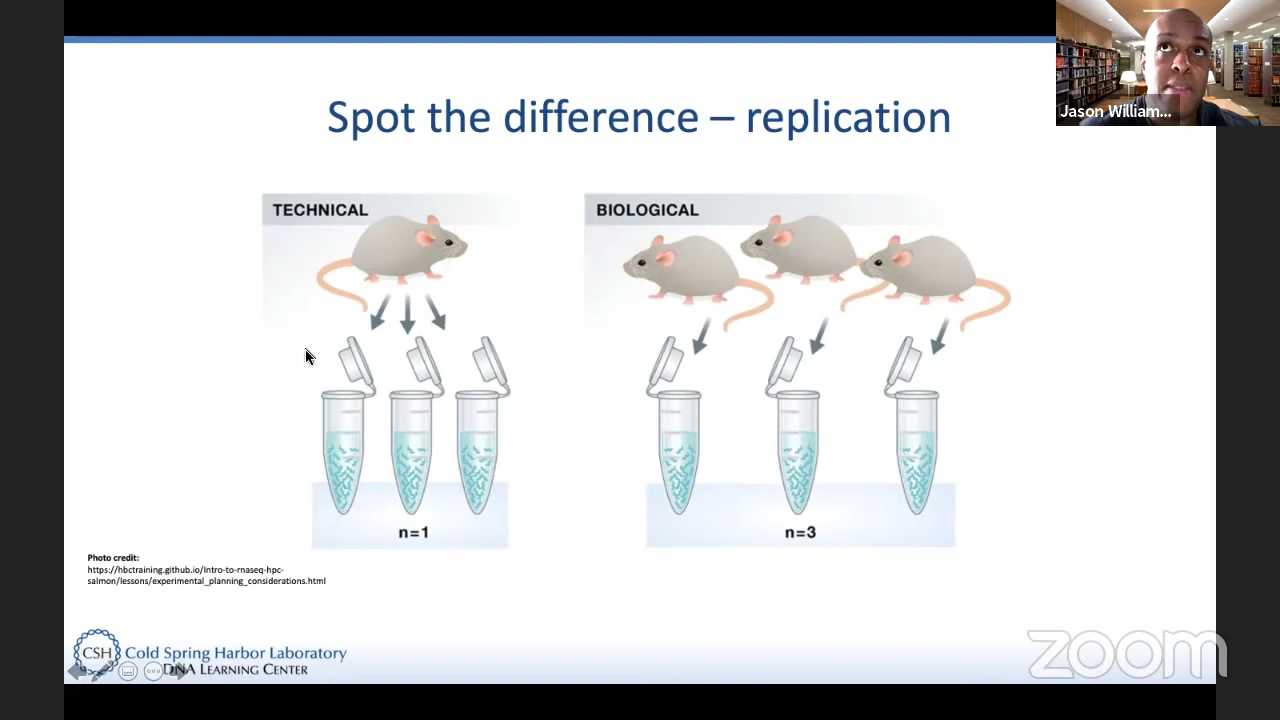 Jason William...
Spot the difference – replication
TECHNICAL
BIOLOGICAL
n=1
n=3
Photo credit:
https://hbctraining.github.io/Intro-to-rnaseq-hpc-
salmon/lessons/experimental_planning_considerations.html
CSH
Cold Spring Harbor Laboratory
DNA LEARNING CENTER
zoom